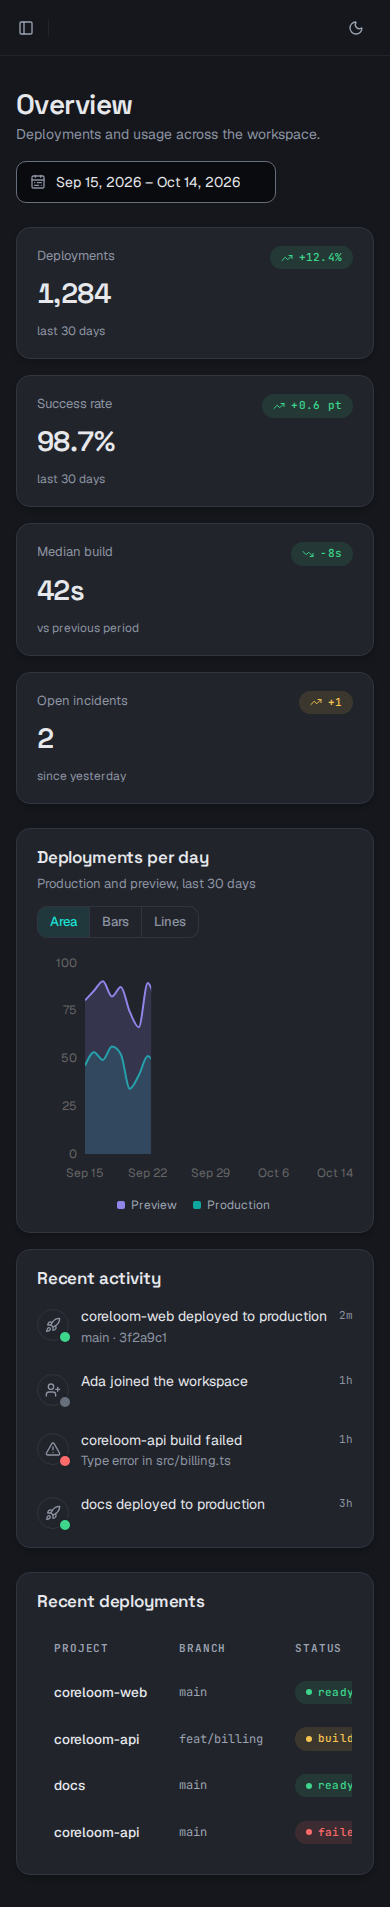 Overview
Deployments and usage across the workspace.
Sep 15, 2026 – Oct 14, 2026
Deployments
+12.4%
1,284
last 30 days
Success rate
+0.6 pt
98.7%
last 30 days
Median build
-8s
42s
vs previous period
Open incidents
+1
2
since yesterday
Deployments per day
Production and preview, last 30 days
Area Bars Lines
100
75
50
25
0
Sep 15 Sep 22 Sep 29 Oct 6 Oct 14
Preview Production
Recent activity
coreloom-web deployed to production 2m
main · 3f2a9c1
Ada joined the workspace 1h
coreloom-api build failed 1h
Type error in src/billing.ts
docs deployed to production 3h
Recent deployments
PROJECT BRANCH STATUS
coreloom-web main ready
coreloom-api feat/billing build
docs main ready
coreloom-api main faile